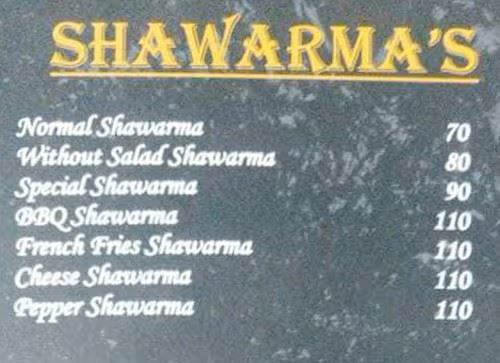 SHAWARMA'S
Normal Shawarma 70
Without Salad Shawarma 80
Special Shawarma 90
BBQ Shawarma 110
French Fries Shawarma 110
Cheese Shawarma 110
Pepper Shawarma 110